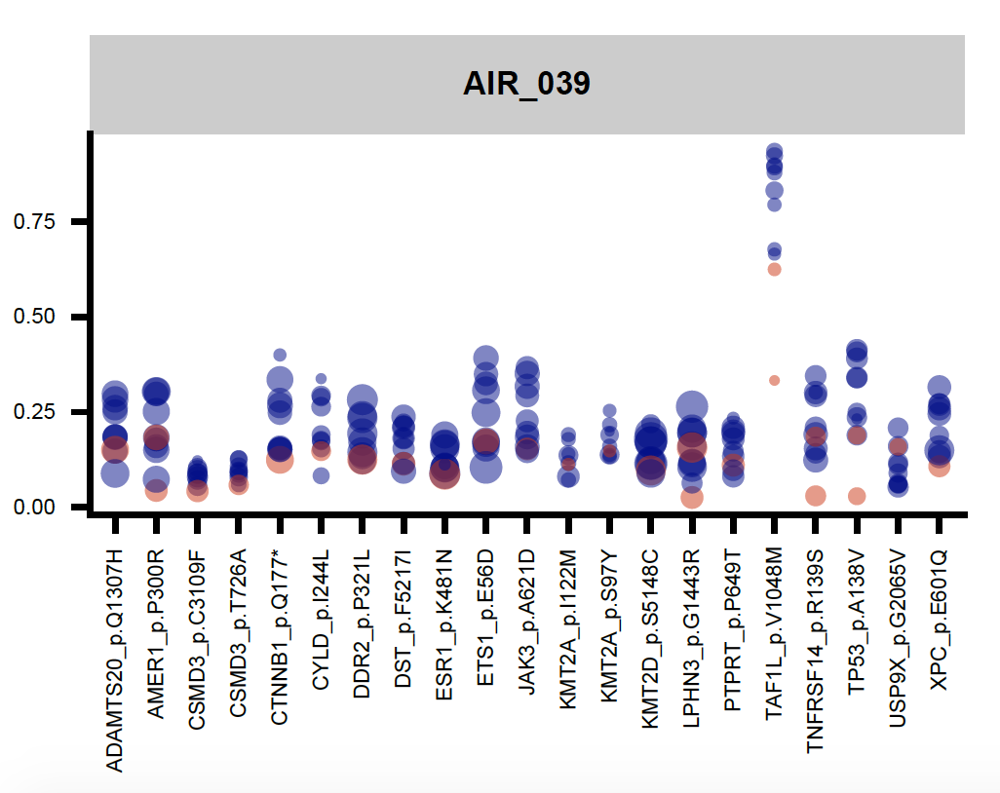 AIR_039
0.75
0.50
0.25
0.00
ADAMTS20_p.Q1307H
AMER1_p.P300R
CSMD3_p.C3109F
CSMD3_p.T726A
CTNNB1_p.Q177*
CYLD_p.I244L
DDR2_p.P321L
DST_p.F5217I
ESR1_p.K481N
ETS1_p.E56D
JAK3_p.A621D
KMT2A_p.I122M
KMT2A_p.S97Y
KMT2D_p.S5148C
LPHN3_p.G1443R
PTPRT_p.P649T
TAF1L_p.V1048M
TNFRSF14_p.R139S
TP53_p.A138V
USP9X_p.G2065V
XPC_p.E601Q